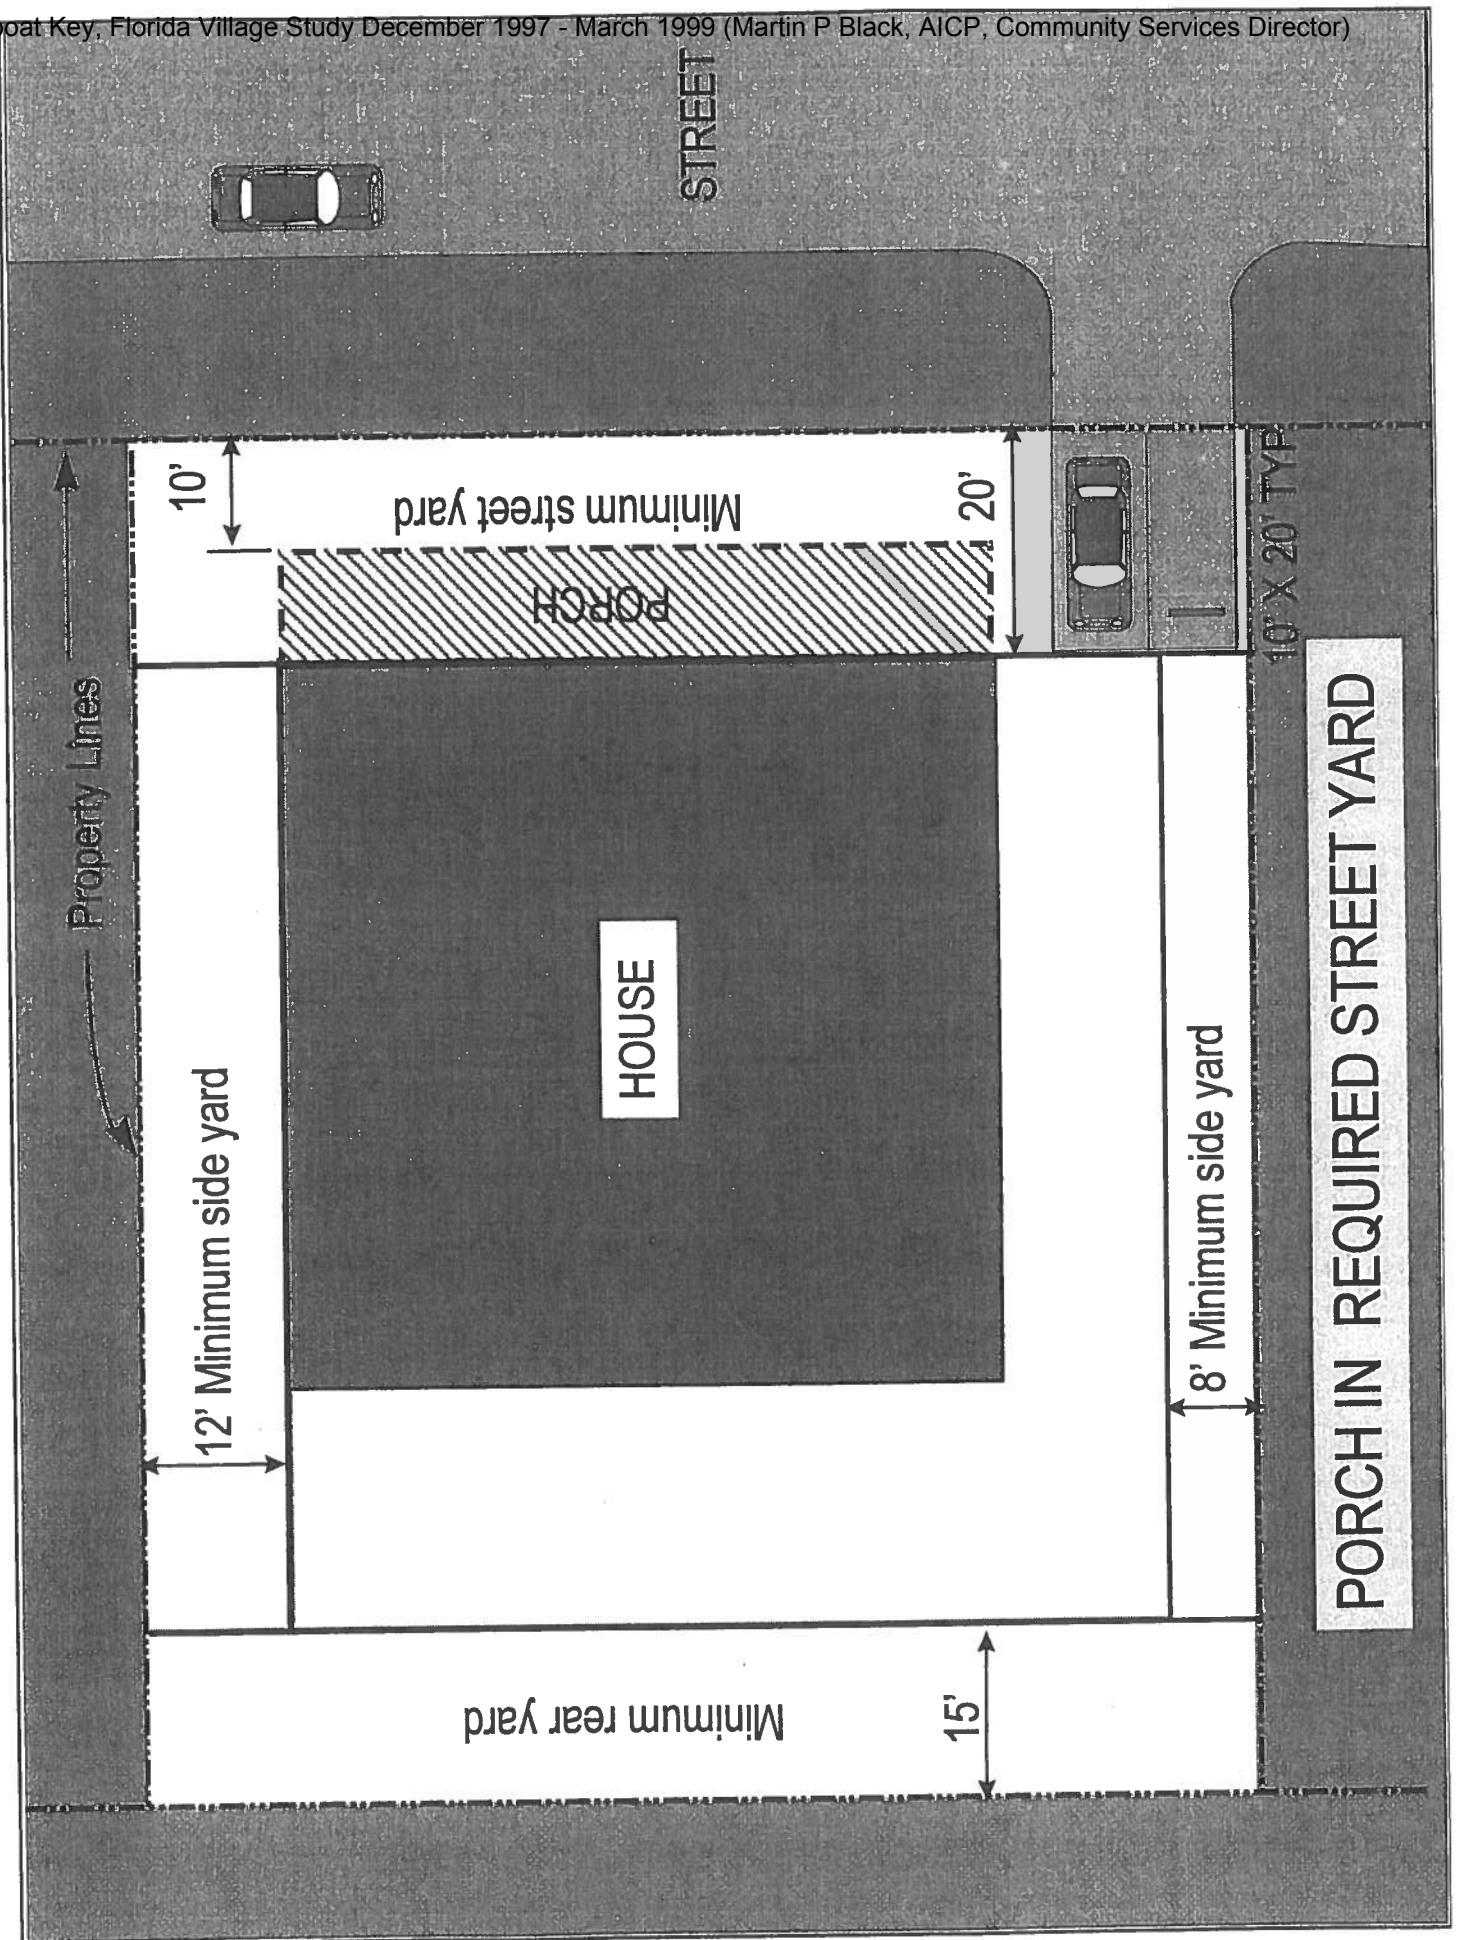 oat Key, Florida Village Study December 1997 - March 1999 (Martin P Black, AICP, Community Services Director)
STREET
10'
Minimum street yard
20'
PORCH
10' X 20' TYP
Property Lines
HOUSE
12' Minimum side yard
8' Minimum side yard
Minimum rear yard
15'
PORCH IN REQUIRED STREET YARD